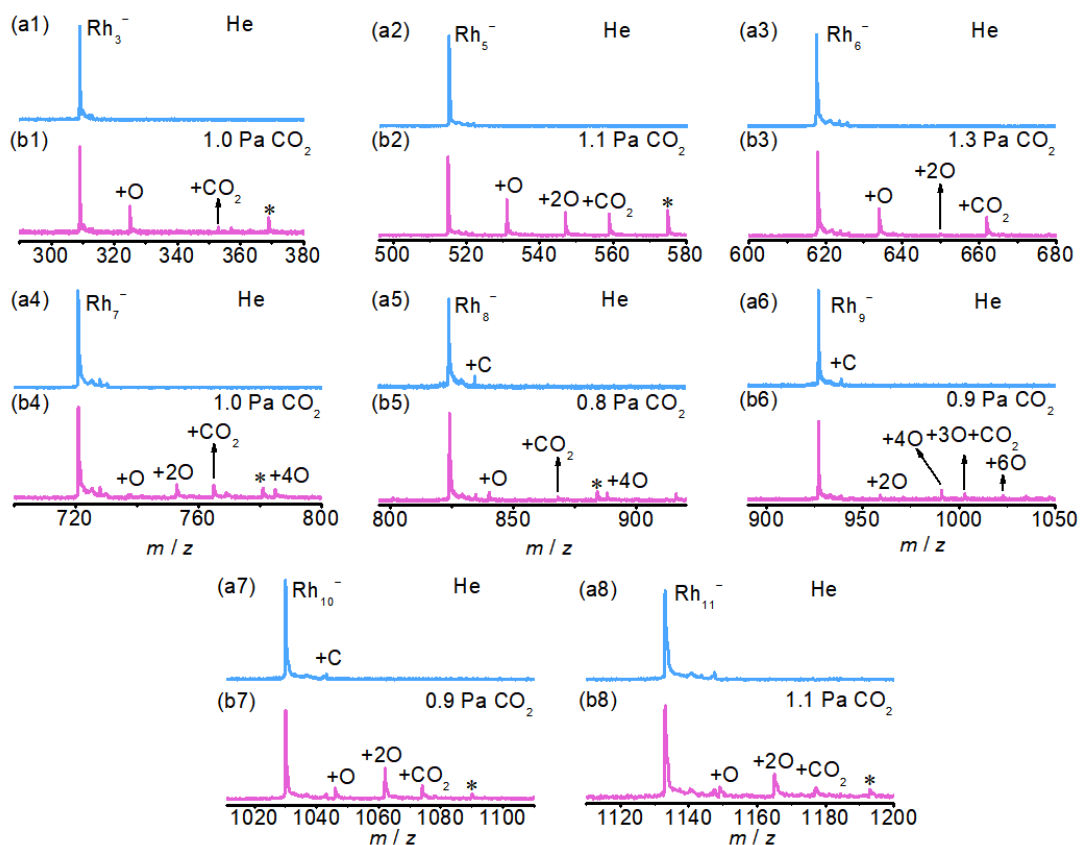 (a1) Rh₃⁻ He
(b1) 1.0 Pa CO₂
+O +CO₂ *
300 320 340 360 380
(a2) Rh₅⁻ He
(b2) 1.1 Pa CO₂
+O +2O +CO₂ *
500 520 540 560 580
(a3) Rh₆⁻ He
(b3) 1.3 Pa CO₂
+O +2O +CO₂
600 620 640 660 680
(a4) Rh₇⁻ He
(b4) 1.0 Pa CO₂
+O +2O +CO₂ * +4O
720 760 800
m / z
(a5) Rh₈⁻ He
+C
(b5) 0.8 Pa CO₂
+O +CO₂ * +4O
800 850 900
m / z
(a6) Rh₉⁻ He
+C
(b6) 0.9 Pa CO₂
+2O +4O +3O+CO₂ +6O
900 950 1000 1050
m / z
(a7) Rh₁₀⁻ He
+C
(b7) 0.9 Pa CO₂
+O +2O +CO₂ *
1020 1040 1060 1080 1100
m / z
(a8) Rh₁₁⁻ He
(b8) 1.1 Pa CO₂
+O +2O +CO₂ *
1120 1140 1160 1180 1200
m / z